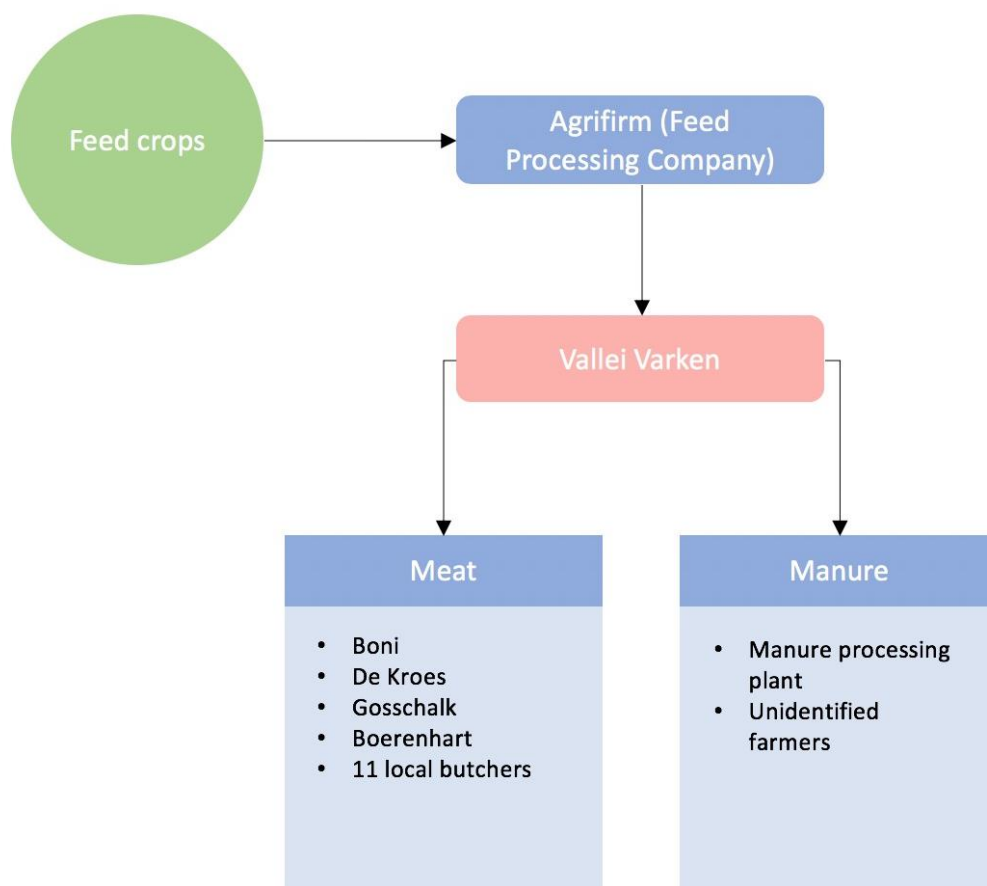 Feed crops
Agrifirm (Feed
Processing Company)
Vallei Varken
Meat
• Boni
• De Kroes
• Gosschalk
• Boerenhart
• 11 local butchers
Manure
• Manure processing
plant
• Unidentified
farmers